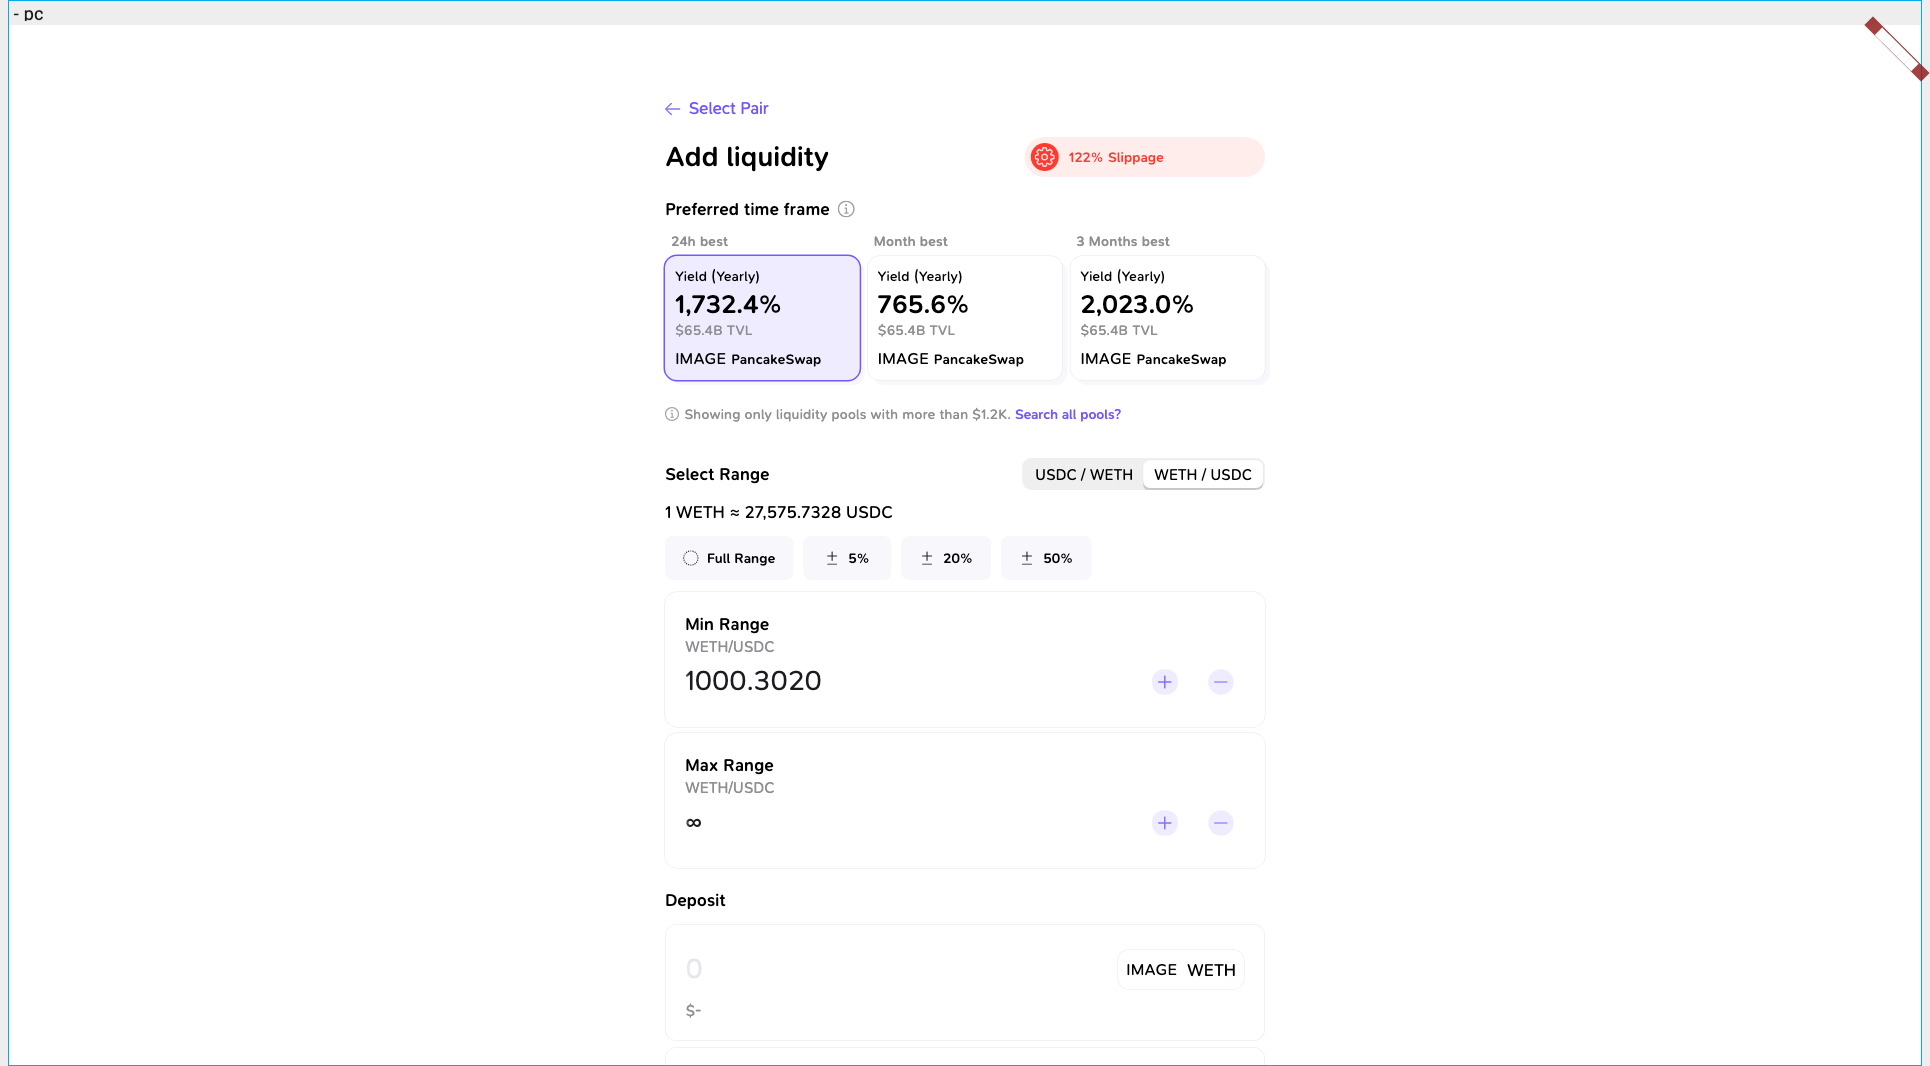 - pc
Select Pair
Add liquidity
122% Slippage
Preferred time frame
24h best
Month best
3 Months best
Yield (Yearly)
1,732.4%
$65.4B TVL
IMAGE PancakeSwap
Yield (Yearly)
765.6%
$65.4B TVL
IMAGE PancakeSwap
Yield (Yearly)
2,023.0%
$65.4B TVL
IMAGE PancakeSwap
Showing only liquidity pools with more than $1.2K. Search all pools?
Select Range
USDC / WETH
WETH / USDC
1 WETH ≈ 27,575.7328 USDC
Full Range
± 5%
± 20%
± 50%
Min Range
WETH/USDC
1000.3020
Max Range
WETH/USDC
∞
Deposit
0
IMAGE WETH
$-